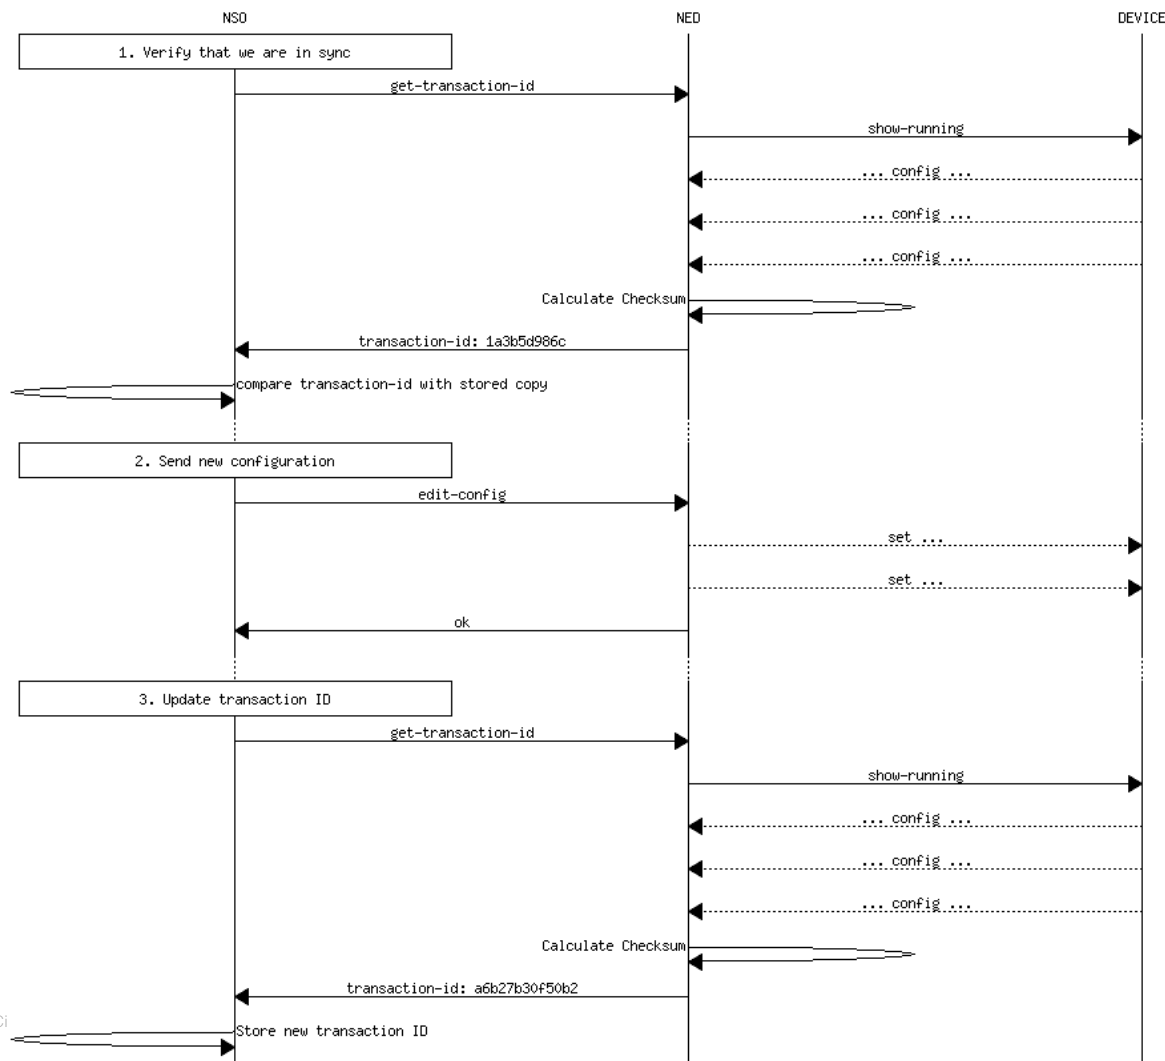 NSO NED DEVICE
1. Verify that we are in sync
get-transaction-id
show-running
... config ...
... config ...
... config ...
Calculate Checksum
transaction-id: 1a3b5d986c
compare transaction-id with stored copy
2. Send new configuration
edit-config
set ...
set ...
ok
3. Update transaction ID
get-transaction-id
show-running
... config ...
... config ...
... config ...
Calculate Checksum
transaction-id: a6b27b30f50b2
Ci
Store new transaction ID